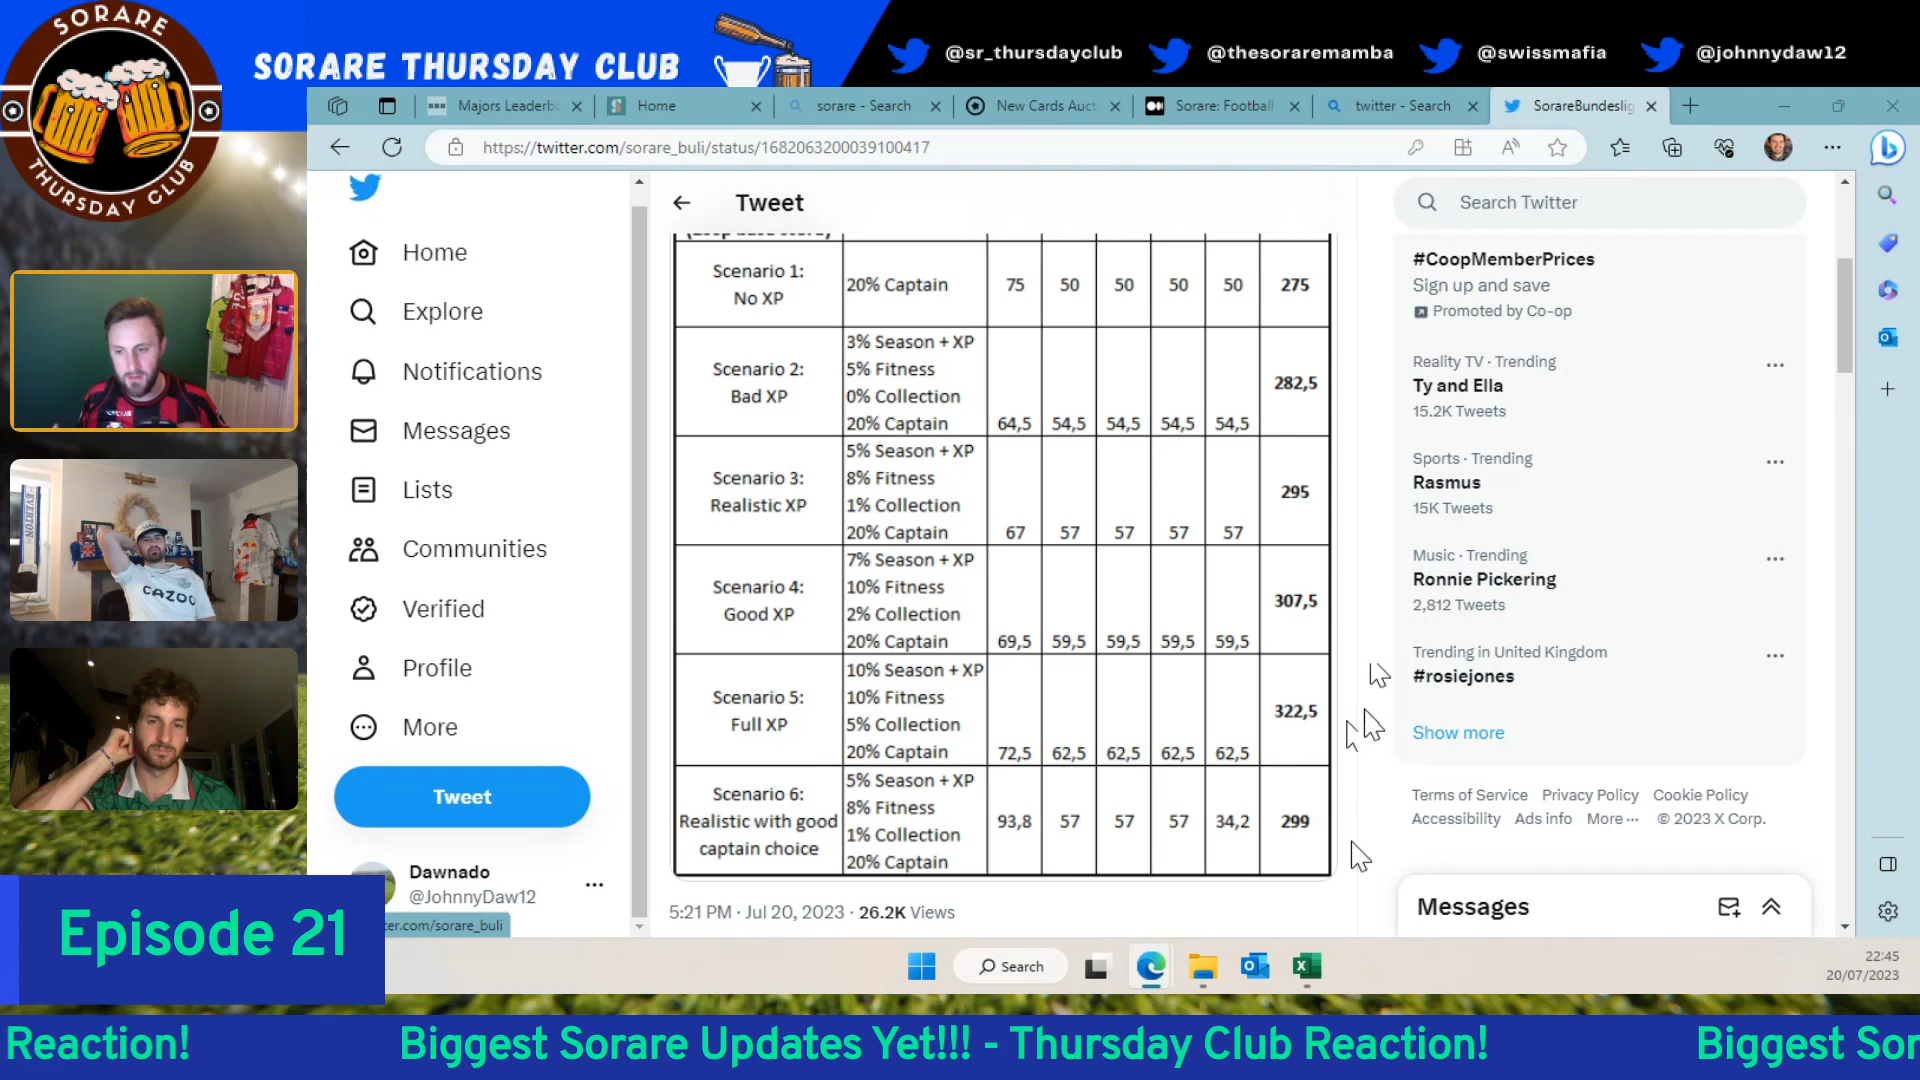 SORARE
THURSDAY CLUB
SORARE THURSDAY CLUB
@sr_thursdayclub
@thesoraremamba
@swissmafia
@johnnydaw12
Majors Leaderb
Home
sorare - Search
New Cards Auct
Sorare: Football
twitter - Search
SorareBundeslig
https://twitter.com/sorare_buli/status/1682063200039100417
Home
Explore
Notifications
Messages
Lists
Communities
Verified
Profile
More
Tweet
Dawnado
@JohnnyDaw12
er.com/sorare_buli
Tweet
Scenario 1:
No XP
20% Captain
75 50 50 50 50 275
Scenario 2:
Bad XP
3% Season + XP
5% Fitness
0% Collection
20% Captain
64,5 54,5 54,5 54,5 54,5 282,5
Scenario 3:
Realistic XP
5% Season + XP
8% Fitness
1% Collection
20% Captain
67 57 57 57 57 295
Scenario 4:
Good XP
7% Season + XP
10% Fitness
2% Collection
20% Captain
69,5 59,5 59,5 59,5 59,5 307,5
Scenario 5:
Full XP
10% Season + XP
10% Fitness
5% Collection
20% Captain
72,5 62,5 62,5 62,5 62,5 322,5
Scenario 6:
Realistic with good
captain choice
5% Season + XP
8% Fitness
1% Collection
20% Captain
93,8 57 57 57 34,2 299
5:21 PM · Jul 20, 2023 · 26.2K Views
Search Twitter
#CoopMemberPrices
Sign up and save
Promoted by Co-op
Reality TV · Trending
Ty and Ella
15.2K Tweets
Sports · Trending
Rasmus
15K Tweets
Music · Trending
Ronnie Pickering
2,812 Tweets
Trending in United Kingdom
#rosiejones
Show more
Terms of Service Privacy Policy Cookie Policy
Accessibility Ads info More ··· © 2023 X Corp.
Messages
Search
22:45
20/07/2023
EVERTON
CAZOO
Episode 21
Reaction!
Biggest Sorare Updates Yet!!! - Thursday Club Reaction!
Biggest Sor